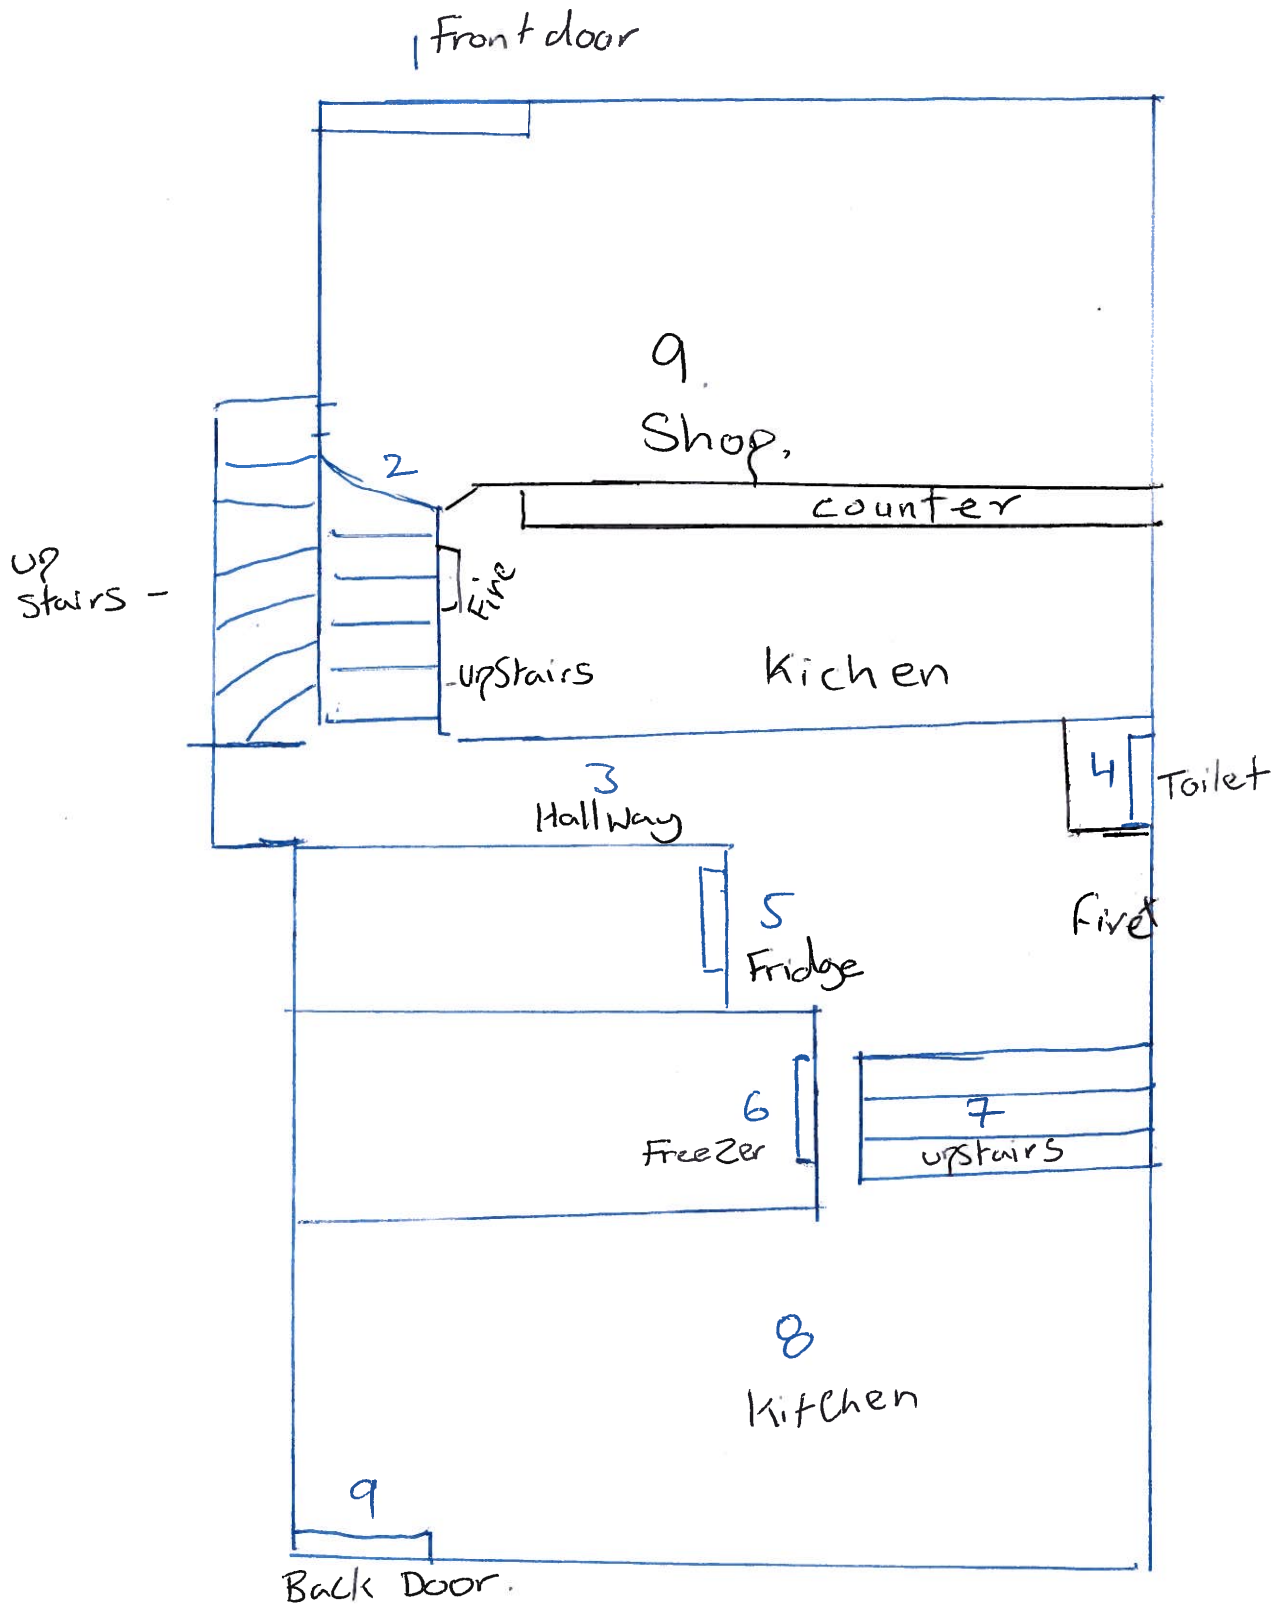 1 Front door
9.
Shop.
2
counter
up
stairs -
Fire
- upstairs
Kichen
3
Hallway
4
Toilet
5
Fridge
6
Freezer
7
upstairs
8
Kitchen
9
Back Door.